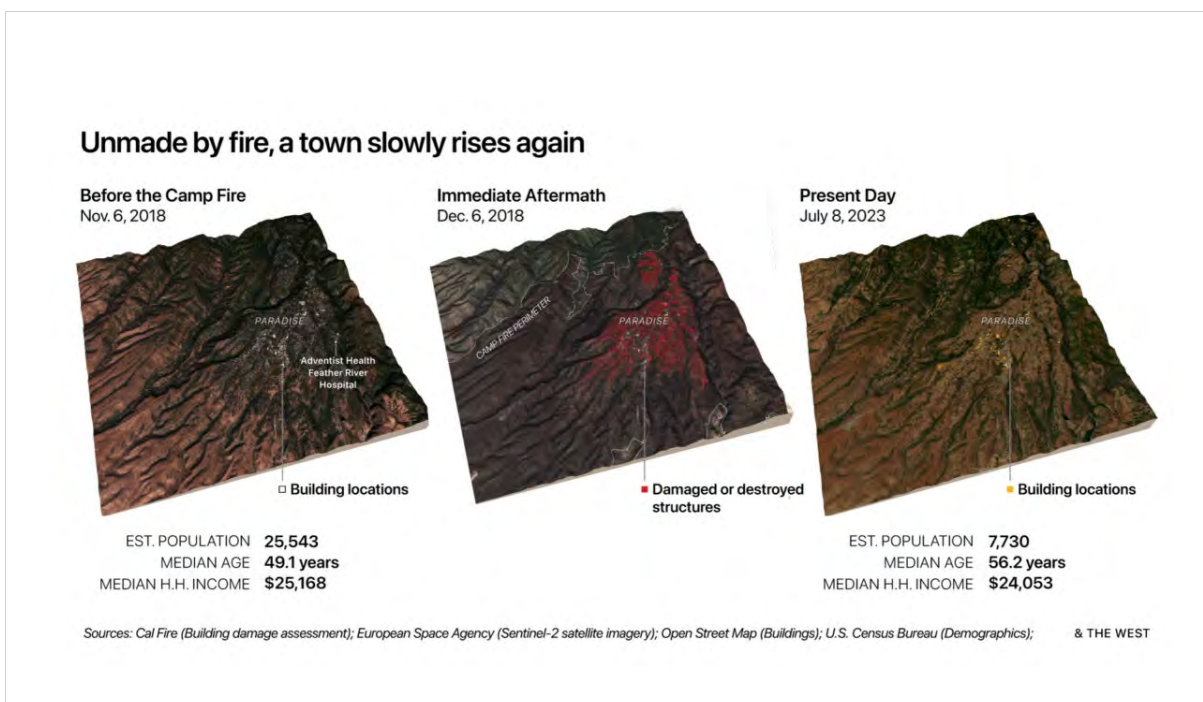 Unmade by fire, a town slowly rises again
Before the Camp Fire
Nov. 6, 2018
PARADISE
Adventist Health
Feather River
Hospital
Building locations
EST. POPULATION 25,543
MEDIAN AGE 49.1 years
MEDIAN H.H. INCOME $25,168
Immediate Aftermath
Dec. 6, 2018
CAMP FIRE PERIMETER
PARADISE
Damaged or destroyed
structures
Present Day
July 8, 2023
PARADISE
Building locations
EST. POPULATION 7,730
MEDIAN AGE 56.2 years
MEDIAN H.H. INCOME $24,053
Sources: Cal Fire (Building damage assessment); European Space Agency (Sentinel-2 satellite imagery); Open Street Map (Buildings); U.S. Census Bureau (Demographics);
& THE WEST